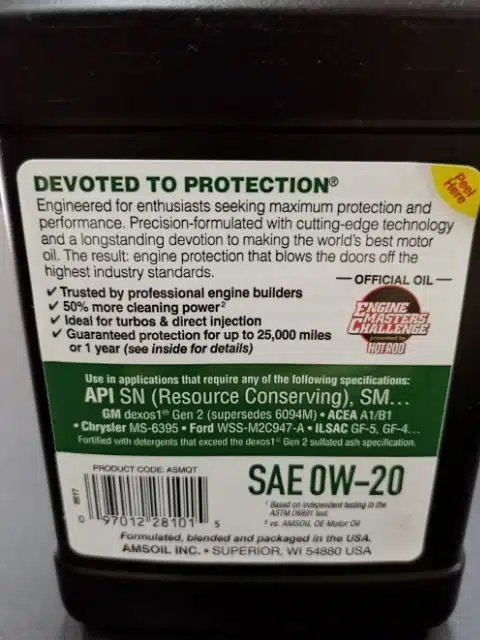 Peel
Here
DEVOTED TO PROTECTION®
Engineered for enthusiasts seeking maximum protection and
performance. Precision-formulated with cutting-edge technology
and a longstanding devotion to making the world's best motor
oil. The result: engine protection that blows the doors off the
highest industry standards.
— OFFICIAL OIL —
✓ Trusted by professional engine builders
✓ 50% more cleaning power²
✓ Ideal for turbos & direct injection
✓ Guaranteed protection for up to 25,000 miles
or 1 year (see inside for details)
ENGINE
MASTERS
CHALLENGE
presented by
HOT ROD
Use in applications that require any of the following specifications:
API SN (Resource Conserving), SM...
GM dexos1® Gen 2 (supersedes 6094M) • ACEA A1/B1
• Chrysler MS-6395 • Ford WSS-M2C947-A • ILSAC GF-5, GF-4...
Fortified with detergents that exceed the dexos1® Gen 2 sulfated ash specification.
PRODUCT CODE: ASMQT
0 97012 28101 5
SAE 0W–20
¹ Based on independent testing in the
ASTM D6891 test.
² vs. AMSOIL OE Motor Oil
Formulated, blended and packaged in the USA.
AMSOIL INC. • SUPERIOR, WI 54880 USA